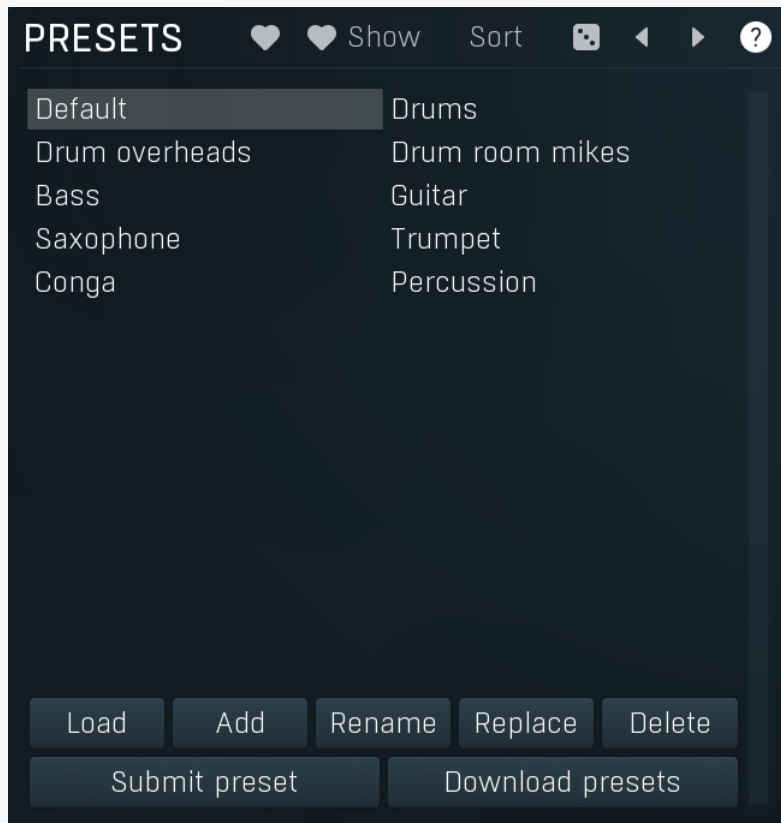 PRESETS Show Sort ?
Default Drums
Drum overheads Drum room mikes
Bass Guitar
Saxophone Trumpet
Conga Percussion
Load Add Rename Replace Delete
Submit preset Download presets